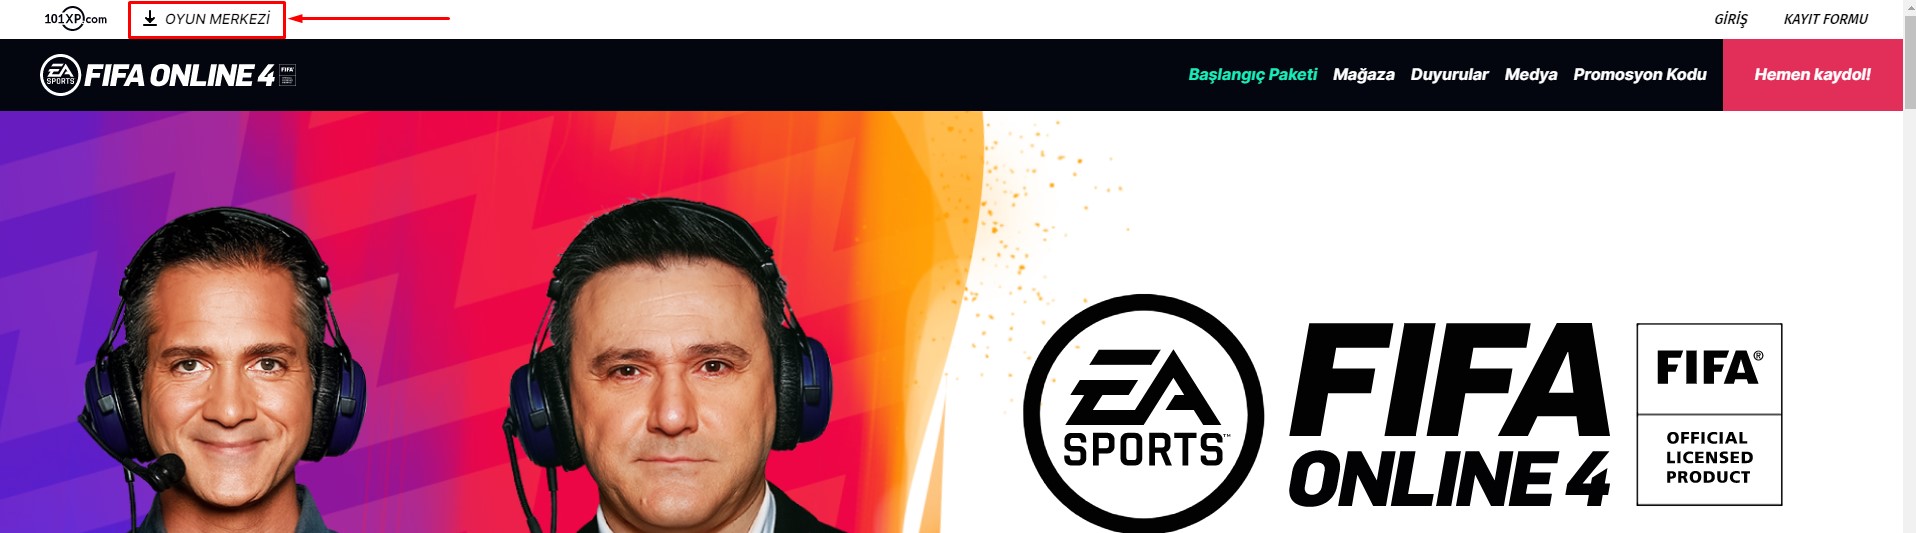 101XP.com
OYUN MERKEZİ
GİRİŞ
KAYIT FORMU
EA SPORTS FIFA ONLINE 4 FIFA
Başlangıç Paketi Mağaza Duyurular Medya Promosyon Kodu Hemen kaydol!
EA
SPORTS™
FIFA
ONLINE 4
FIFA®
OFFICIAL
LICENSED
PRODUCT